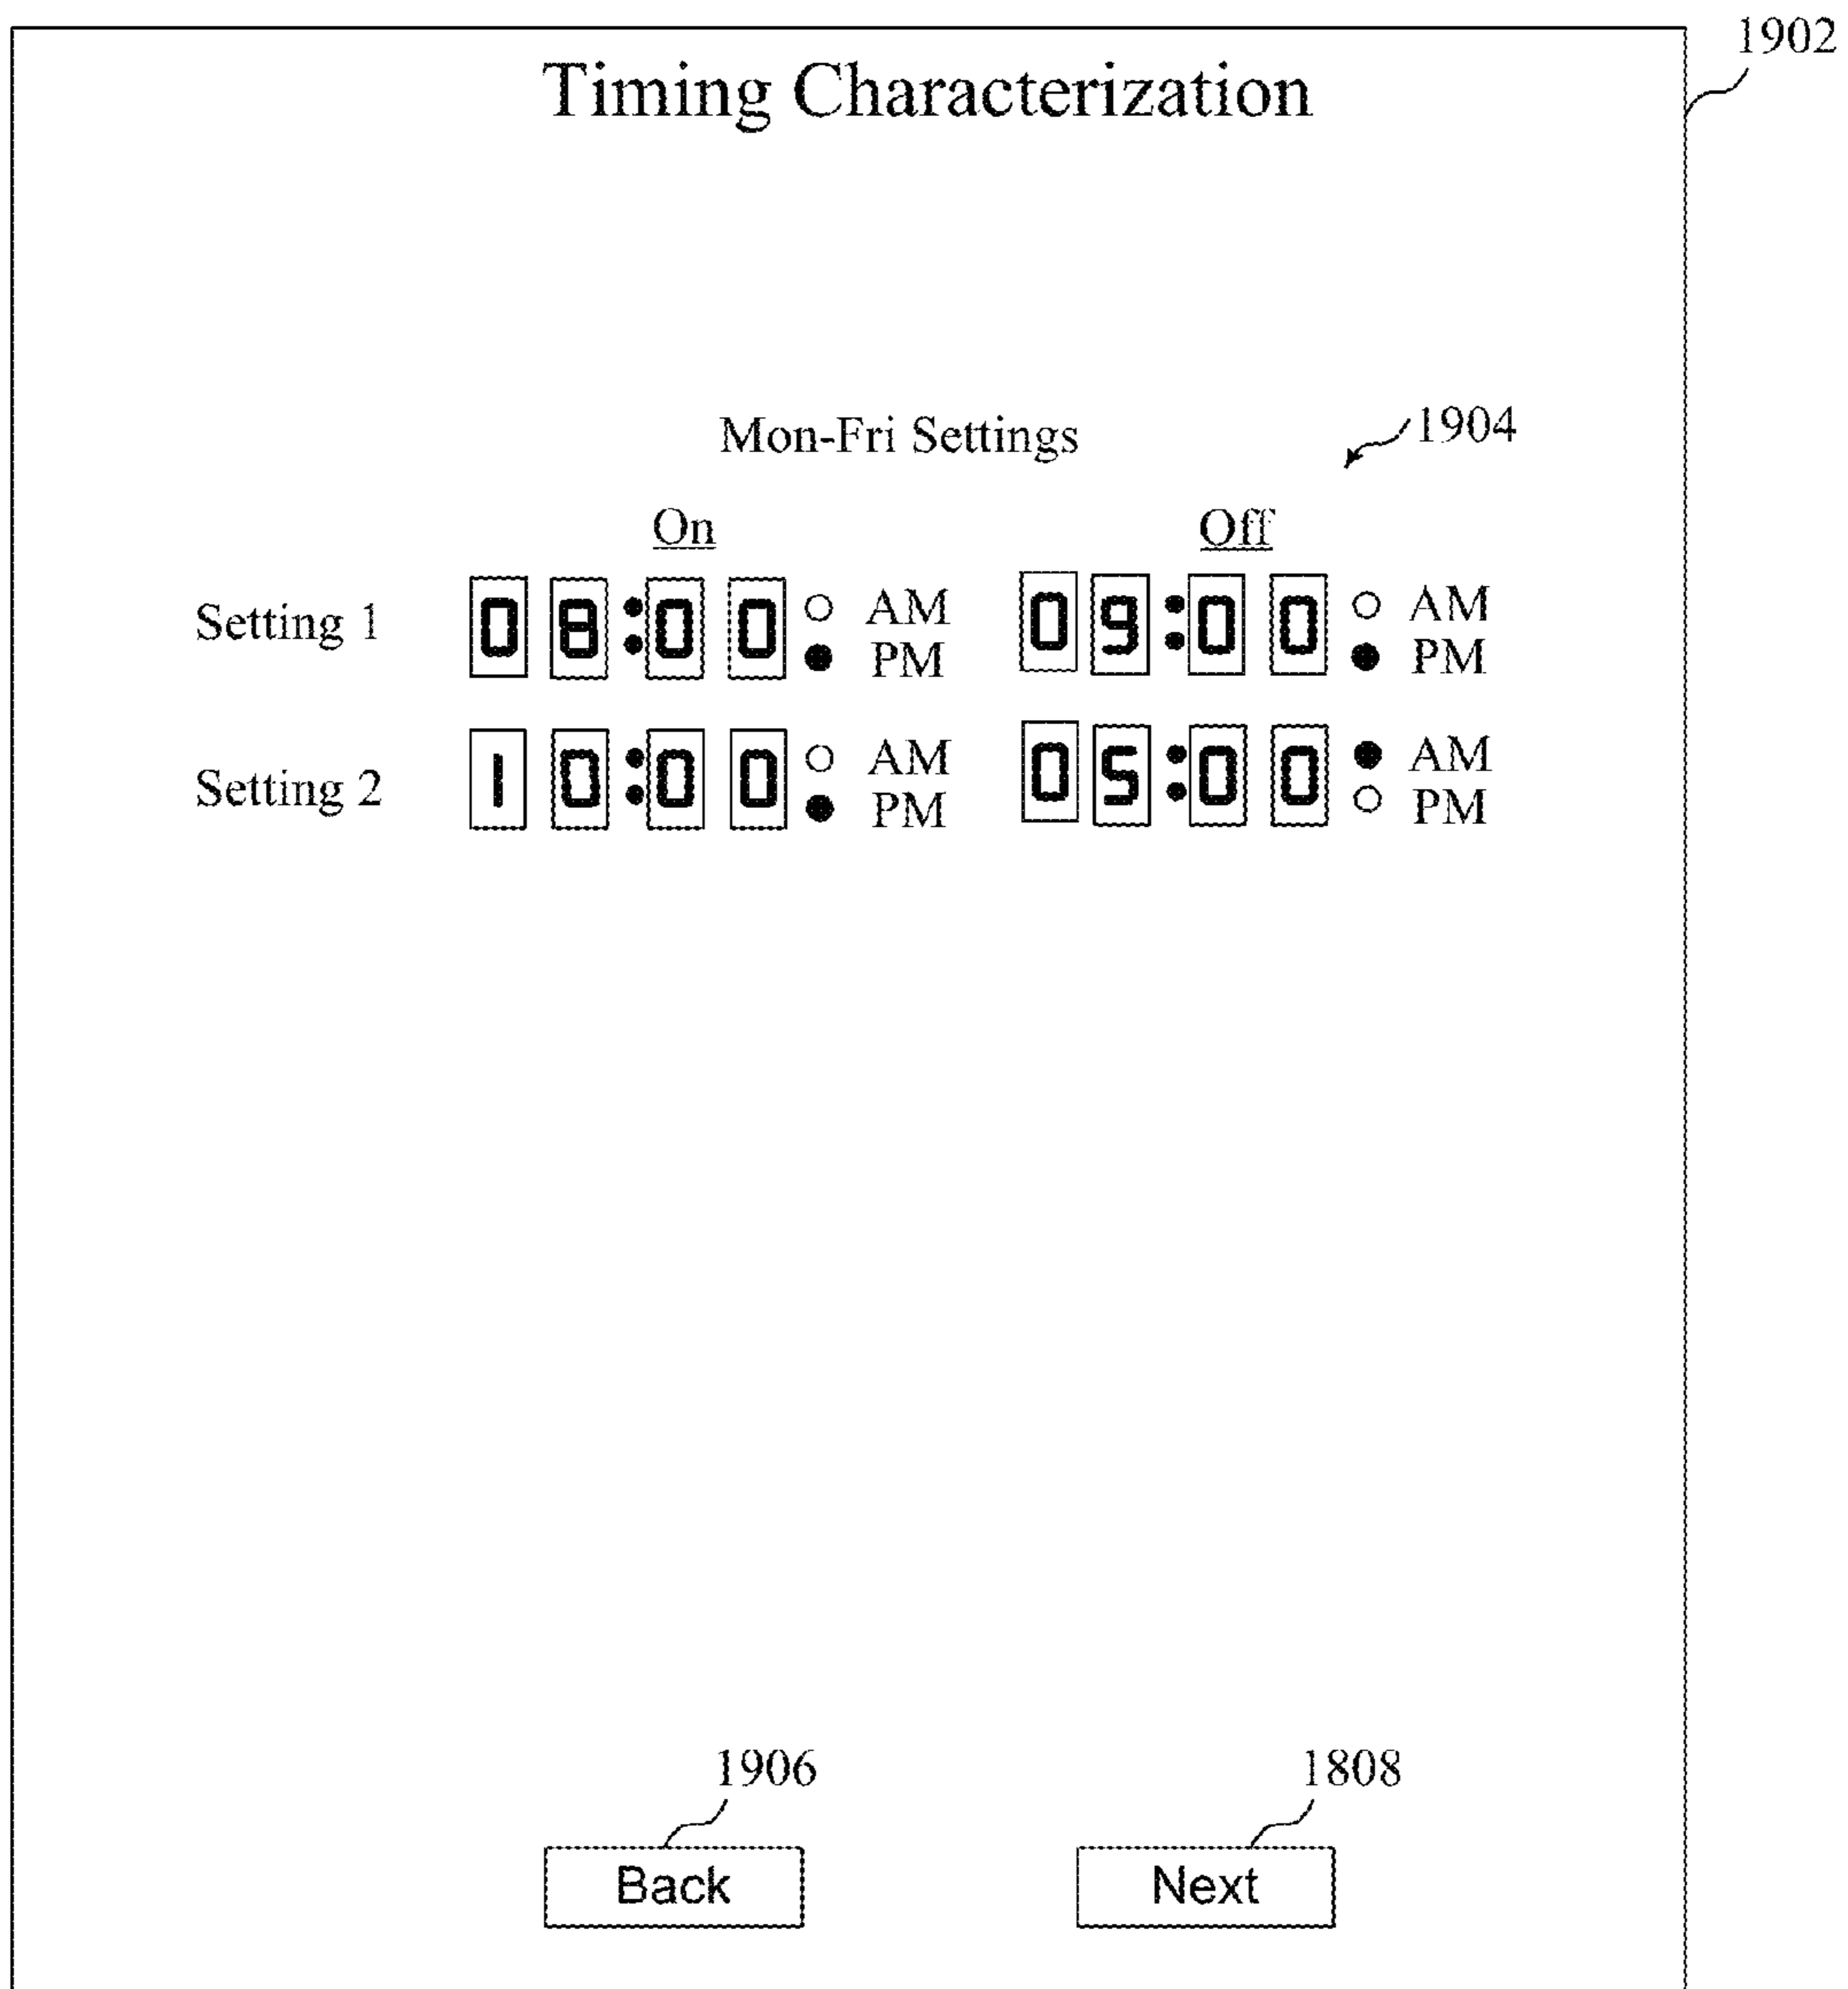 1902
Timing Characterization
Mon-Fri Settings
1904
On Off
Setting 1 08:00 AM PM 09:00 AM PM
Setting 2 10:00 AM PM 05:00 AM PM
1906 1808
Back Next